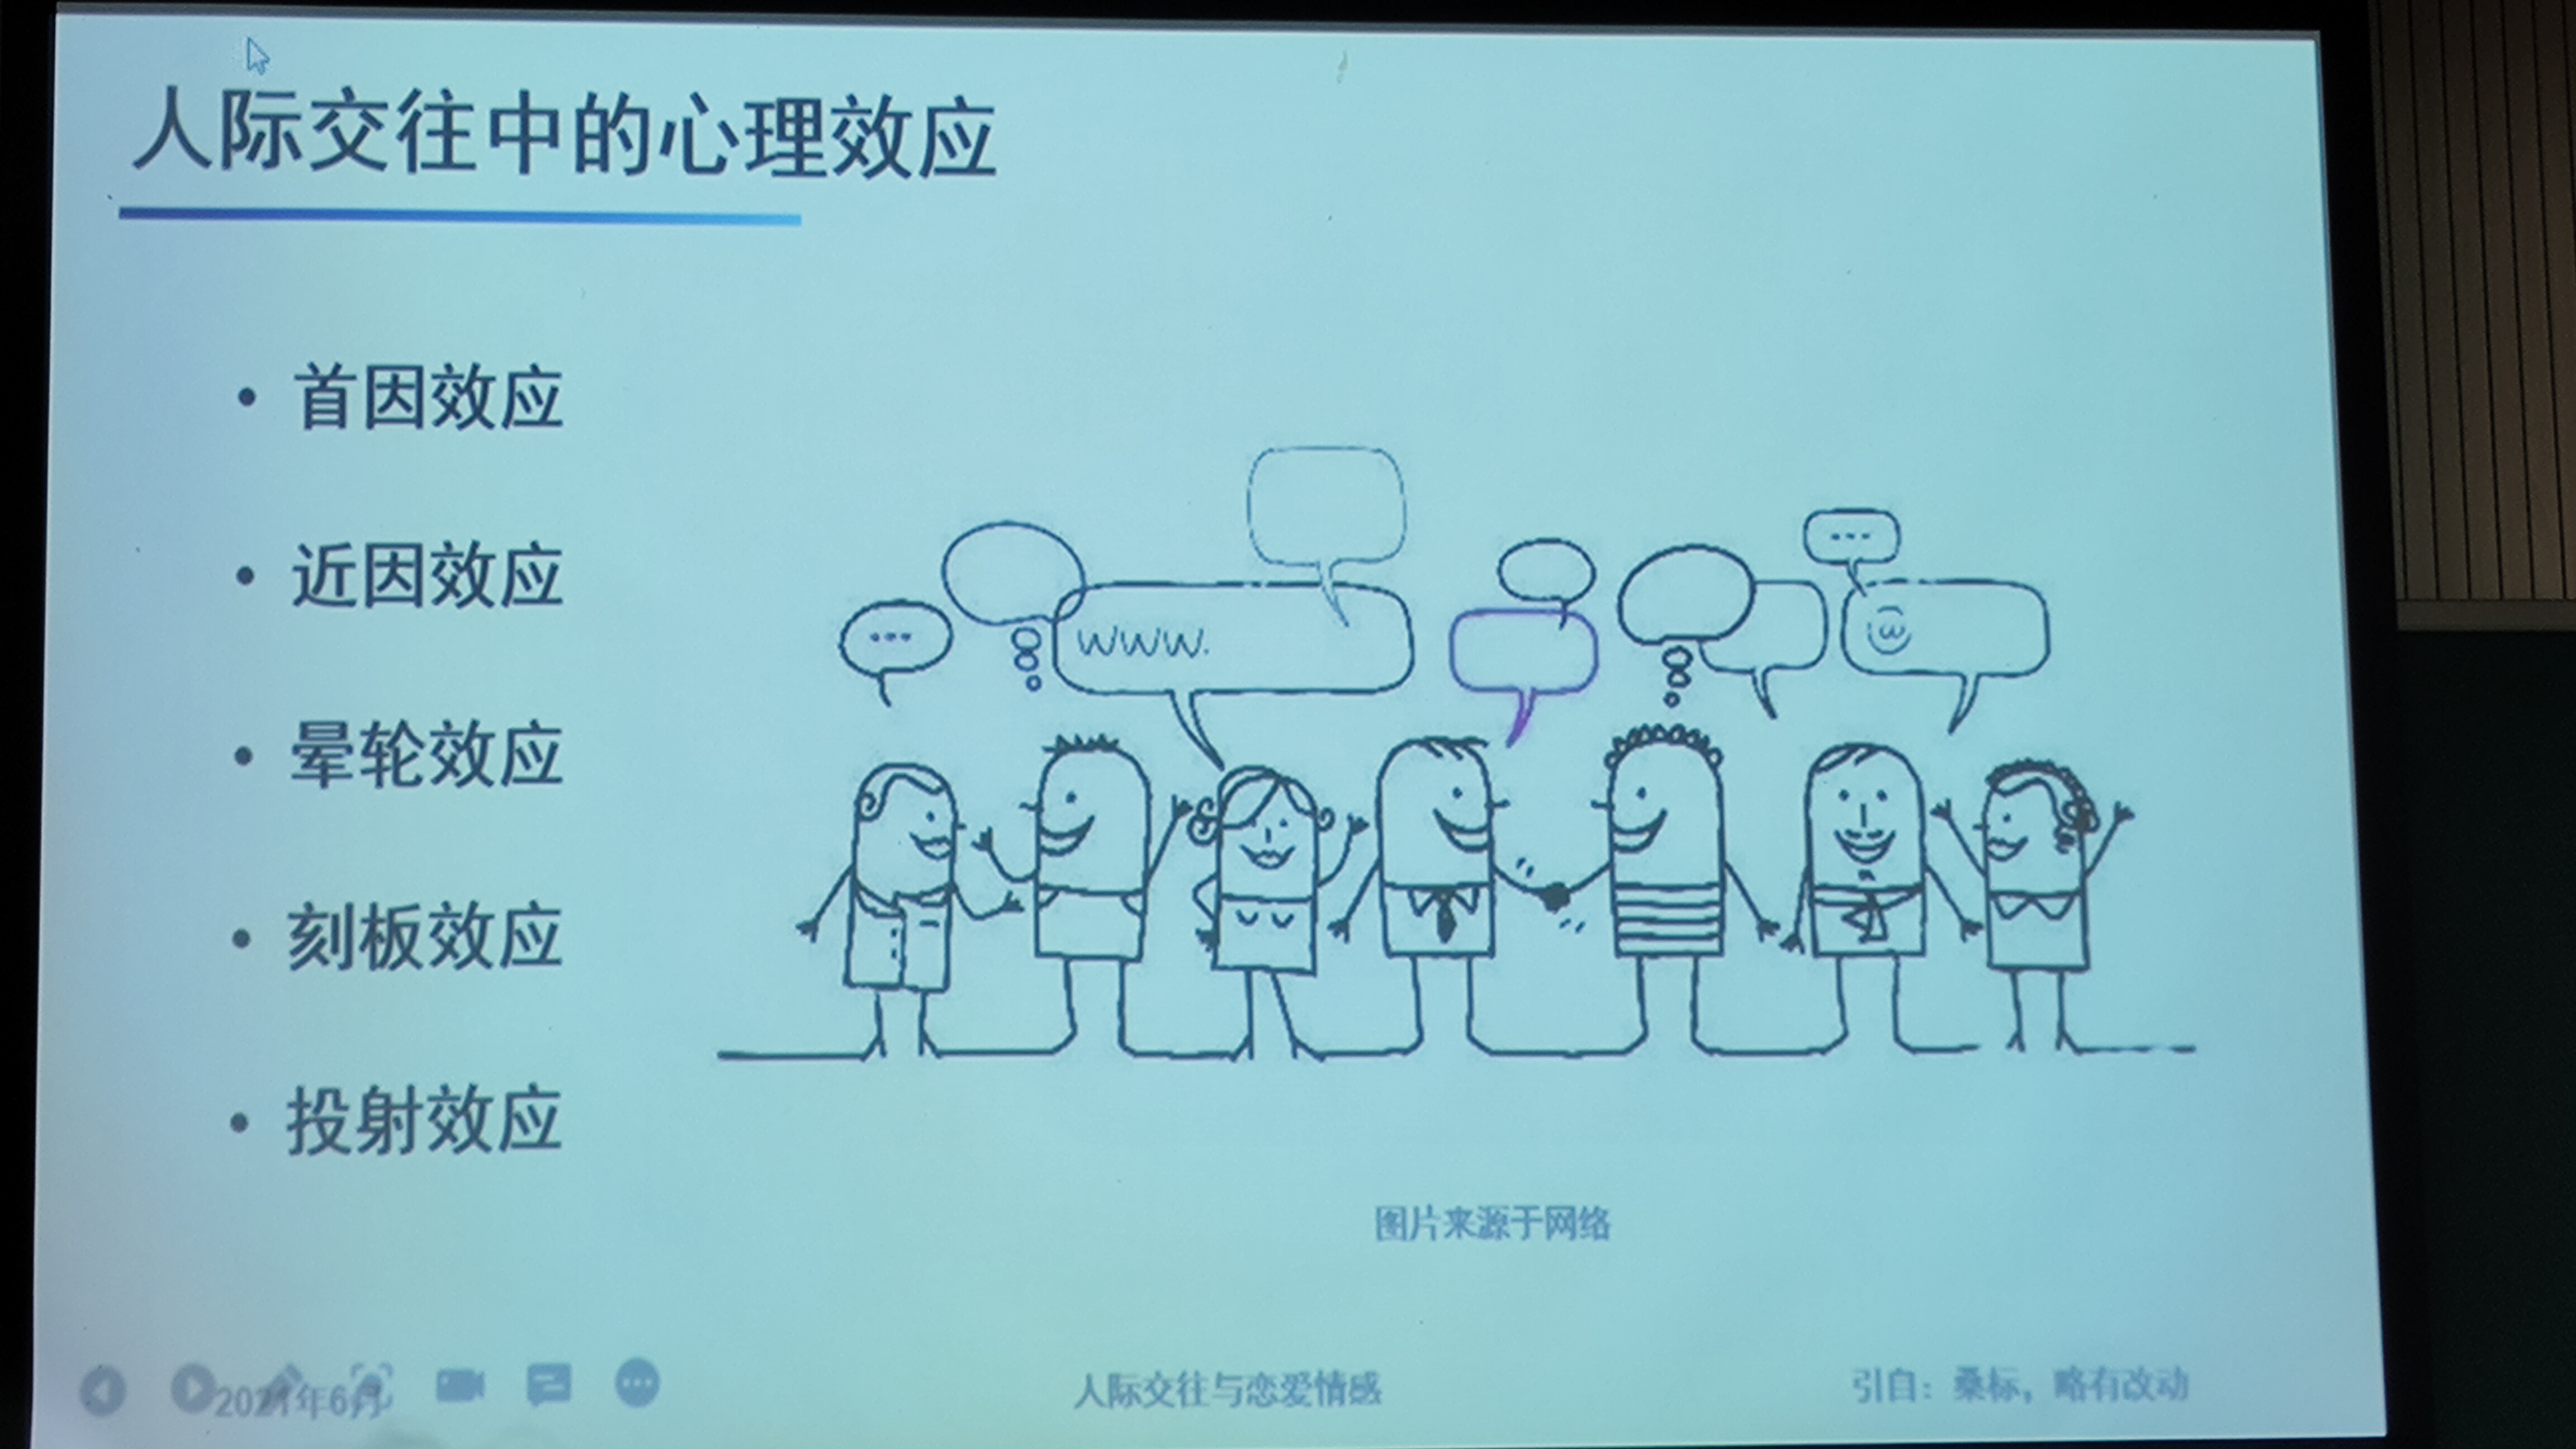 人际交往中的心理效应
• 首因效应
• 近因效应
• 晕轮效应
• 刻板效应
• 投射效应
...
www.
...
图片来源于网络
2021年6月
人际交往与恋爱情感
引自：桑标，略有改动